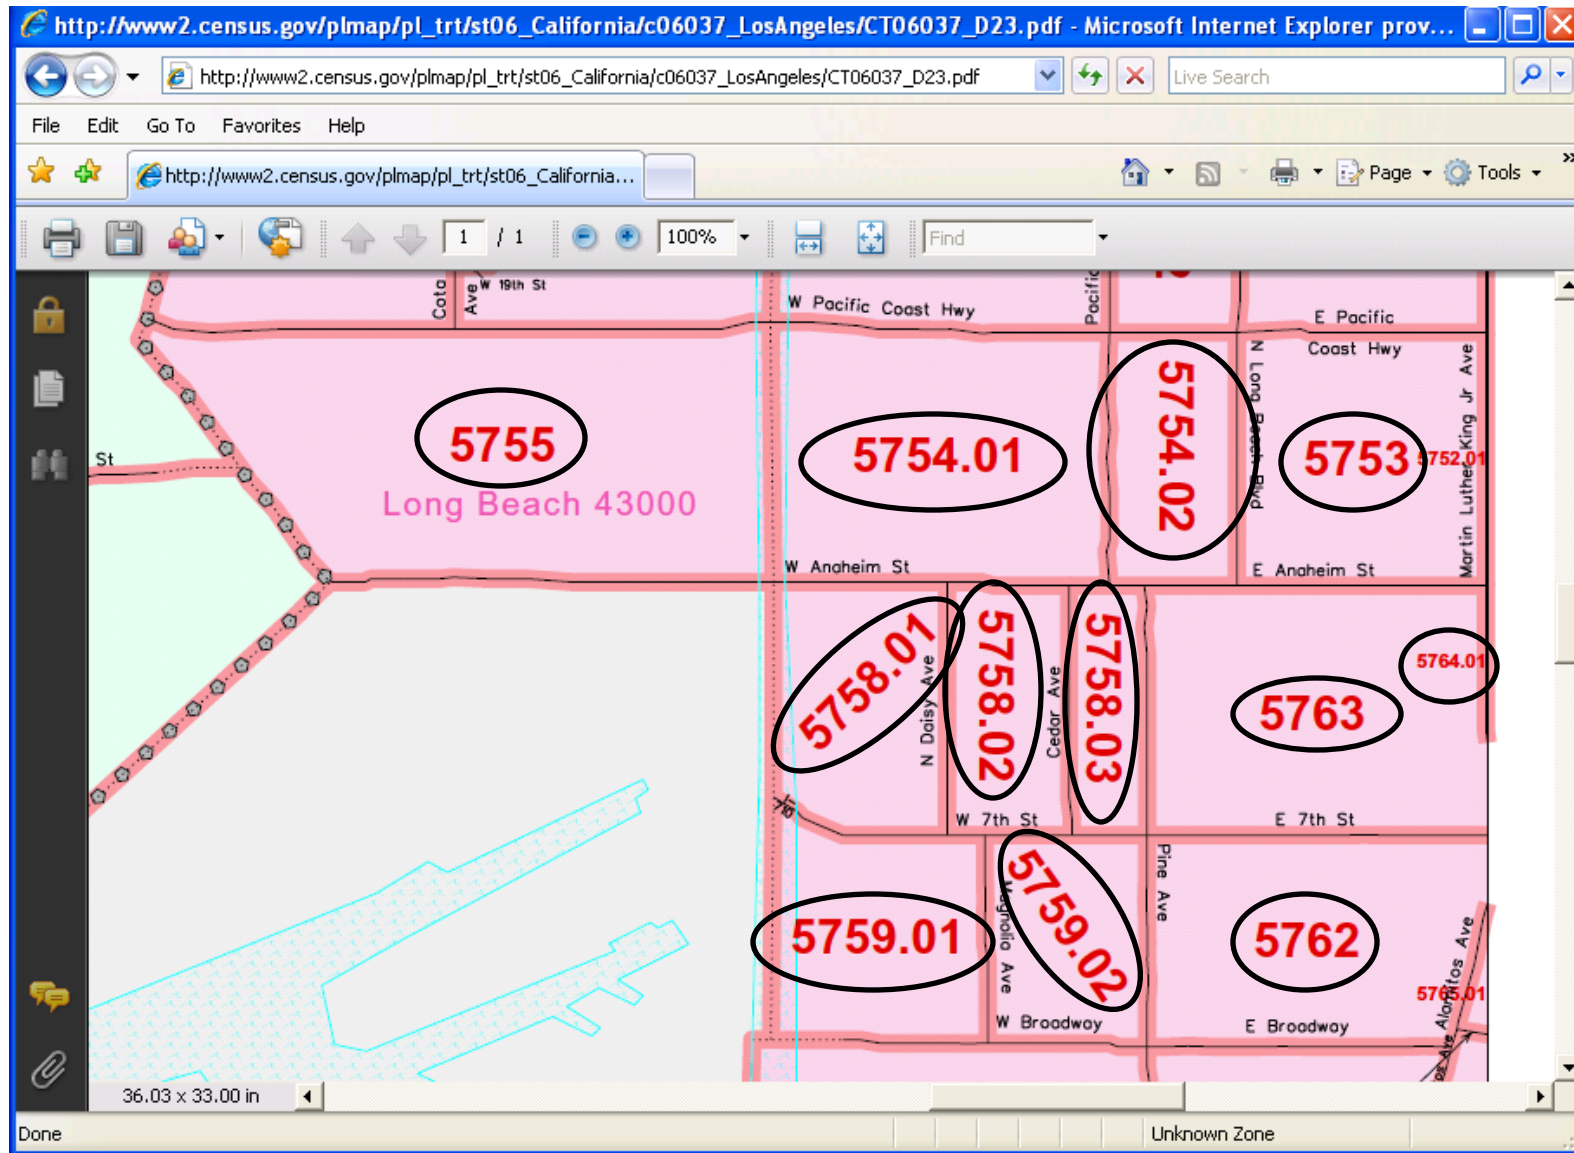 http://www2.census.gov/plmap/pl_trt/st06_California/c06037_LosAngeles/CT06037_D23.pdf - Microsoft Internet Explorer prov...
http://www2.census.gov/plmap/pl_trt/st06_California/c06037_LosAngeles/CT06037_D23.pdf
Live Search
File Edit Go To Favorites Help
http://www2.census.gov/plmap/pl_trt/st06_California...
Page Tools »
1 / 1 100% Find
Cota
Ave
W 19th St
W Pacific Coast Hwy
Pacific
E Pacific
Coast Hwy
N Long Beach Blvd
Martin Luther King Jr Ave
St
5755
5754.01
5754.02
5753
5752.01
Long Beach 43000
W Anaheim St
E Anaheim St
5758.01
N Daisy Ave
5758.02
Cedar Ave
5758.03
5763
5764.01
W 7th St
E 7th St
Pine Ave
5759.01
Magnolia Ave
5759.02
5762
5765.01
Alamitos Ave
W Broadway
E Broadway
36.03 x 33.00 in
Done
Unknown Zone